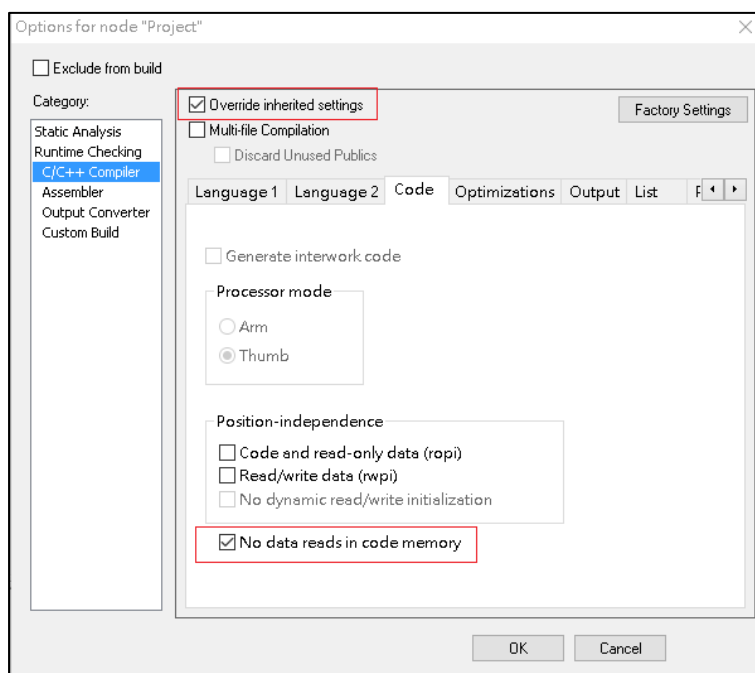 Options for node "Project"
Exclude from build
Category:
Static Analysis
Runtime Checking
C/C++ Compiler
Assembler
Output Converter
Custom Build
Override inherited settings
Factory Settings
Multi-file Compilation
Discard Unused Publics
Language 1 Language 2 Code Optimizations Output List
Generate interwork code
Processor mode
Arm
Thumb
Position-independence
Code and read-only data (ropi)
Read/write data (rwpi)
No dynamic read/write initialization
No data reads in code memory
OK Cancel